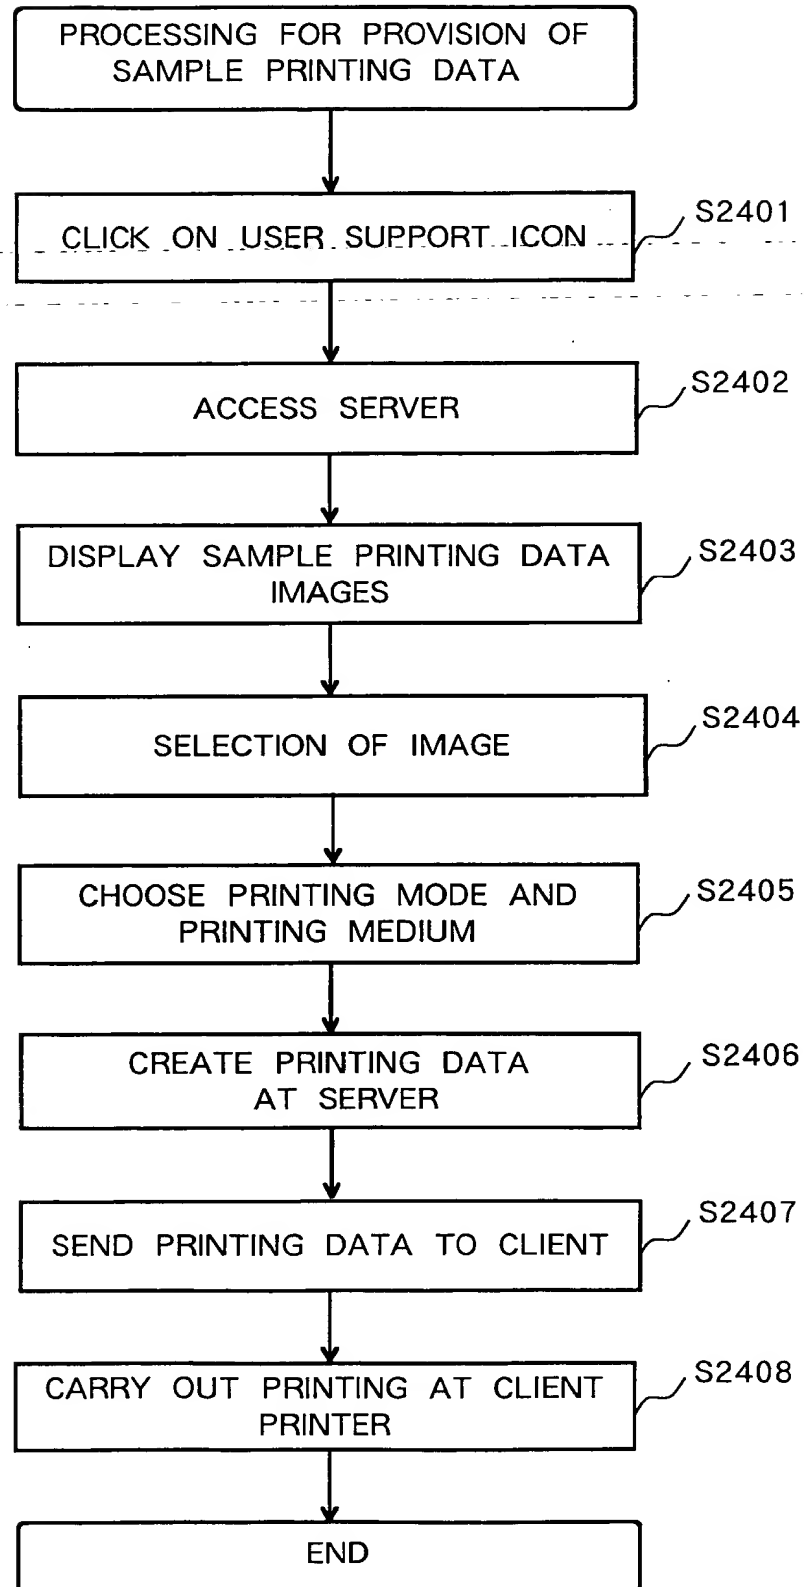 PROCESSING FOR PROVISION OF
SAMPLE PRINTING DATA
CLICK ON USER SUPPORT ICON
S2401
ACCESS SERVER
S2402
DISPLAY SAMPLE PRINTING DATA
IMAGES
S2403
SELECTION OF IMAGE
S2404
CHOOSE PRINTING MODE AND
PRINTING MEDIUM
S2405
CREATE PRINTING DATA
AT SERVER
S2406
SEND PRINTING DATA TO CLIENT
S2407
CARRY OUT PRINTING AT CLIENT
PRINTER
S2408
END